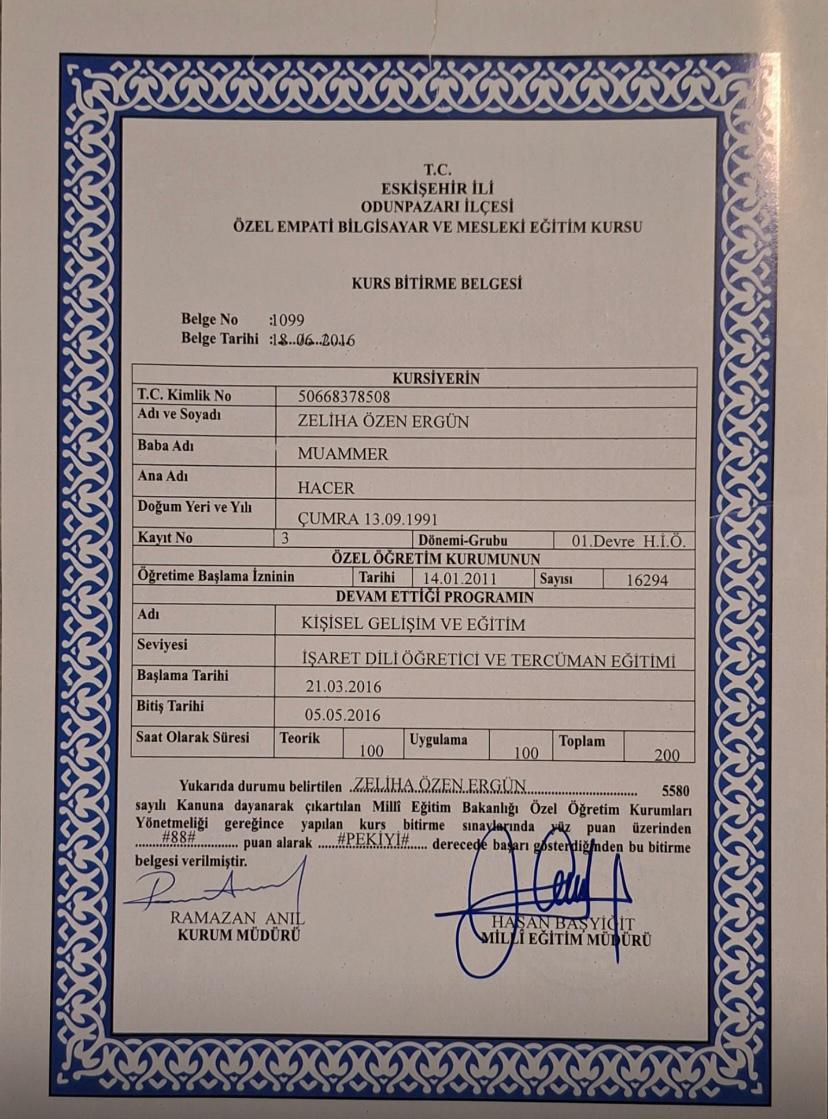 T.C.
ESKİŞEHİR İLİ
ODUNPAZARI İLÇESİ
ÖZEL EMPATİ BİLGİSAYAR VE MESLEKİ EĞİTİM KURSU
KURS BİTİRME BELGESİ
Belge No :1099
Belge Tarihi :18..06..2016
KURSİYERİN
T.C. Kimlik No 50668378508
Adı ve Soyadı ZELİHA ÖZEN ERGÜN
Baba Adı MUAMMER
Ana Adı HACER
Doğum Yeri ve Yılı ÇUMRA 13.09.1991
Kayıt No 3 Dönemi-Grubu 01.Devre H.İ.Ö.
ÖZEL ÖĞRETİM KURUMUNUN
Öğretime Başlama İzninin Tarihi 14.01.2011 Sayısı 16294
DEVAM ETTİĞİ PROGRAMIN
Adı KİŞİSEL GELİŞİM VE EĞİTİM
Seviyesi İŞARET DİLİ ÖĞRETİCİ VE TERCÜMAN EĞİTİMİ
Başlama Tarihi 21.03.2016
Bitiş Tarihi 05.05.2016
Saat Olarak Süresi Teorik 100 Uygulama 100 Toplam 200
Yukarıda durumu belirtilen ..ZELİHA.ÖZEN.ERGÜN........................... 5580
sayılı Kanuna dayanarak çıkartılan Millî Eğitim Bakanlığı Özel Öğretim Kurumları
Yönetmeliği gereğince yapılan kurs bitirme sınavlarında yüz puan üzerinden
.......#88#........... puan alarak .....#PEKİYİ#.... derecede başarı gösterdiğinden bu bitirme
belgesi verilmiştir.
RAMAZAN ANIL
KURUM MÜDÜRÜ
HASAN BAŞYİĞİT
MİLLÎ EĞİTİM MÜDÜRÜ